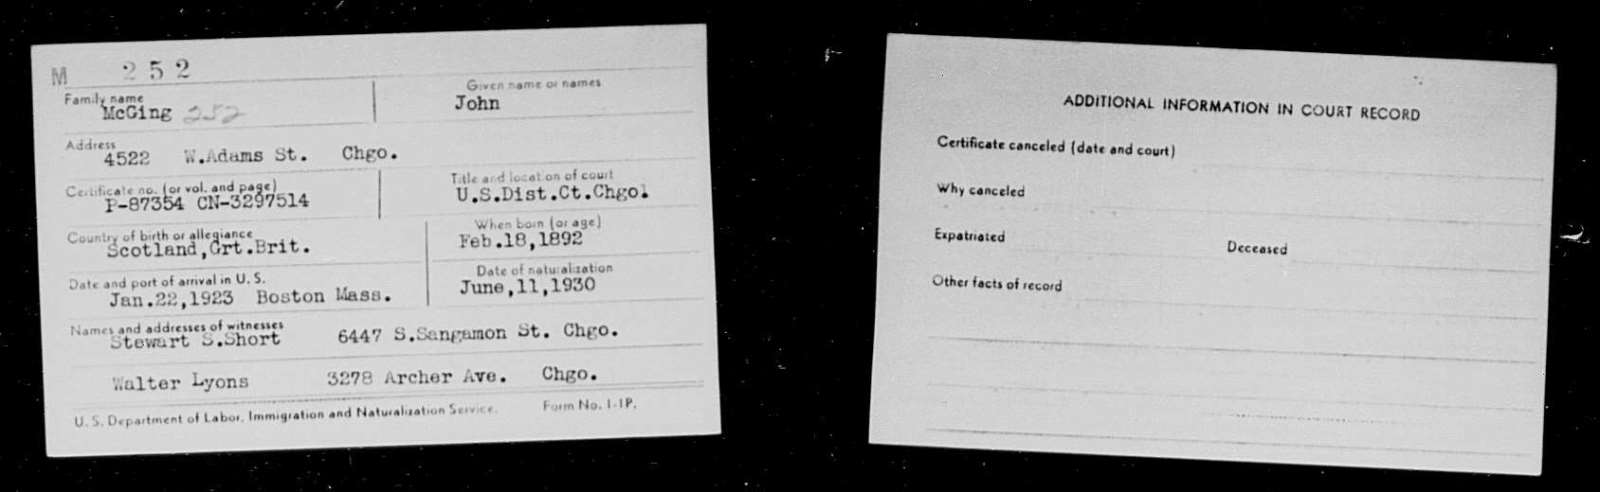 M 252
Family name
Given name or names
McGing 252
John
Address
4522 W.Adams St. Chgo.
Certificate no. (or vol. and page)
Title and location of court
P-87354 CN-3297514
U.S.Dist.Ct.Chgo.
Country of birth or allegiance
When born (or age)
Scotland,Grt.Brit.
Feb.18,1892
Date and port of arrival in U. S.
Date of naturalization
Jan.22,1923 Boston Mass.
June,11,1930
Names and addresses of witnesses
Stewart S.Short 6447 S.Sangamon St. Chgo.
Walter Lyons 3278 Archer Ave. Chgo.
U. S. Department of Labor, Immigration and Naturalization Service. Form No. 1-IP.
ADDITIONAL INFORMATION IN COURT RECORD
Certificate canceled (date and court)
Why canceled
Expatriated Deceased
Other facts of record